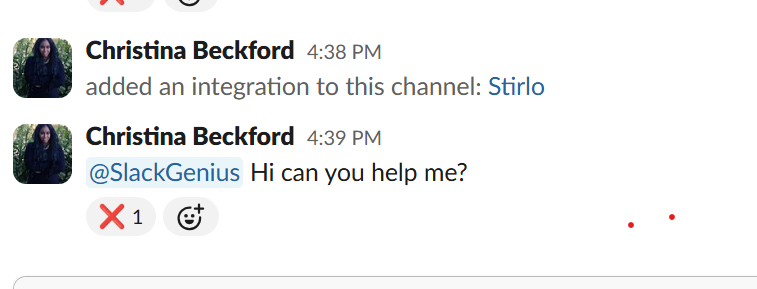 Christina Beckford 4:38 PM
added an integration to this channel: Stirlo
Christina Beckford 4:39 PM
@SlackGenius Hi can you help me?
1